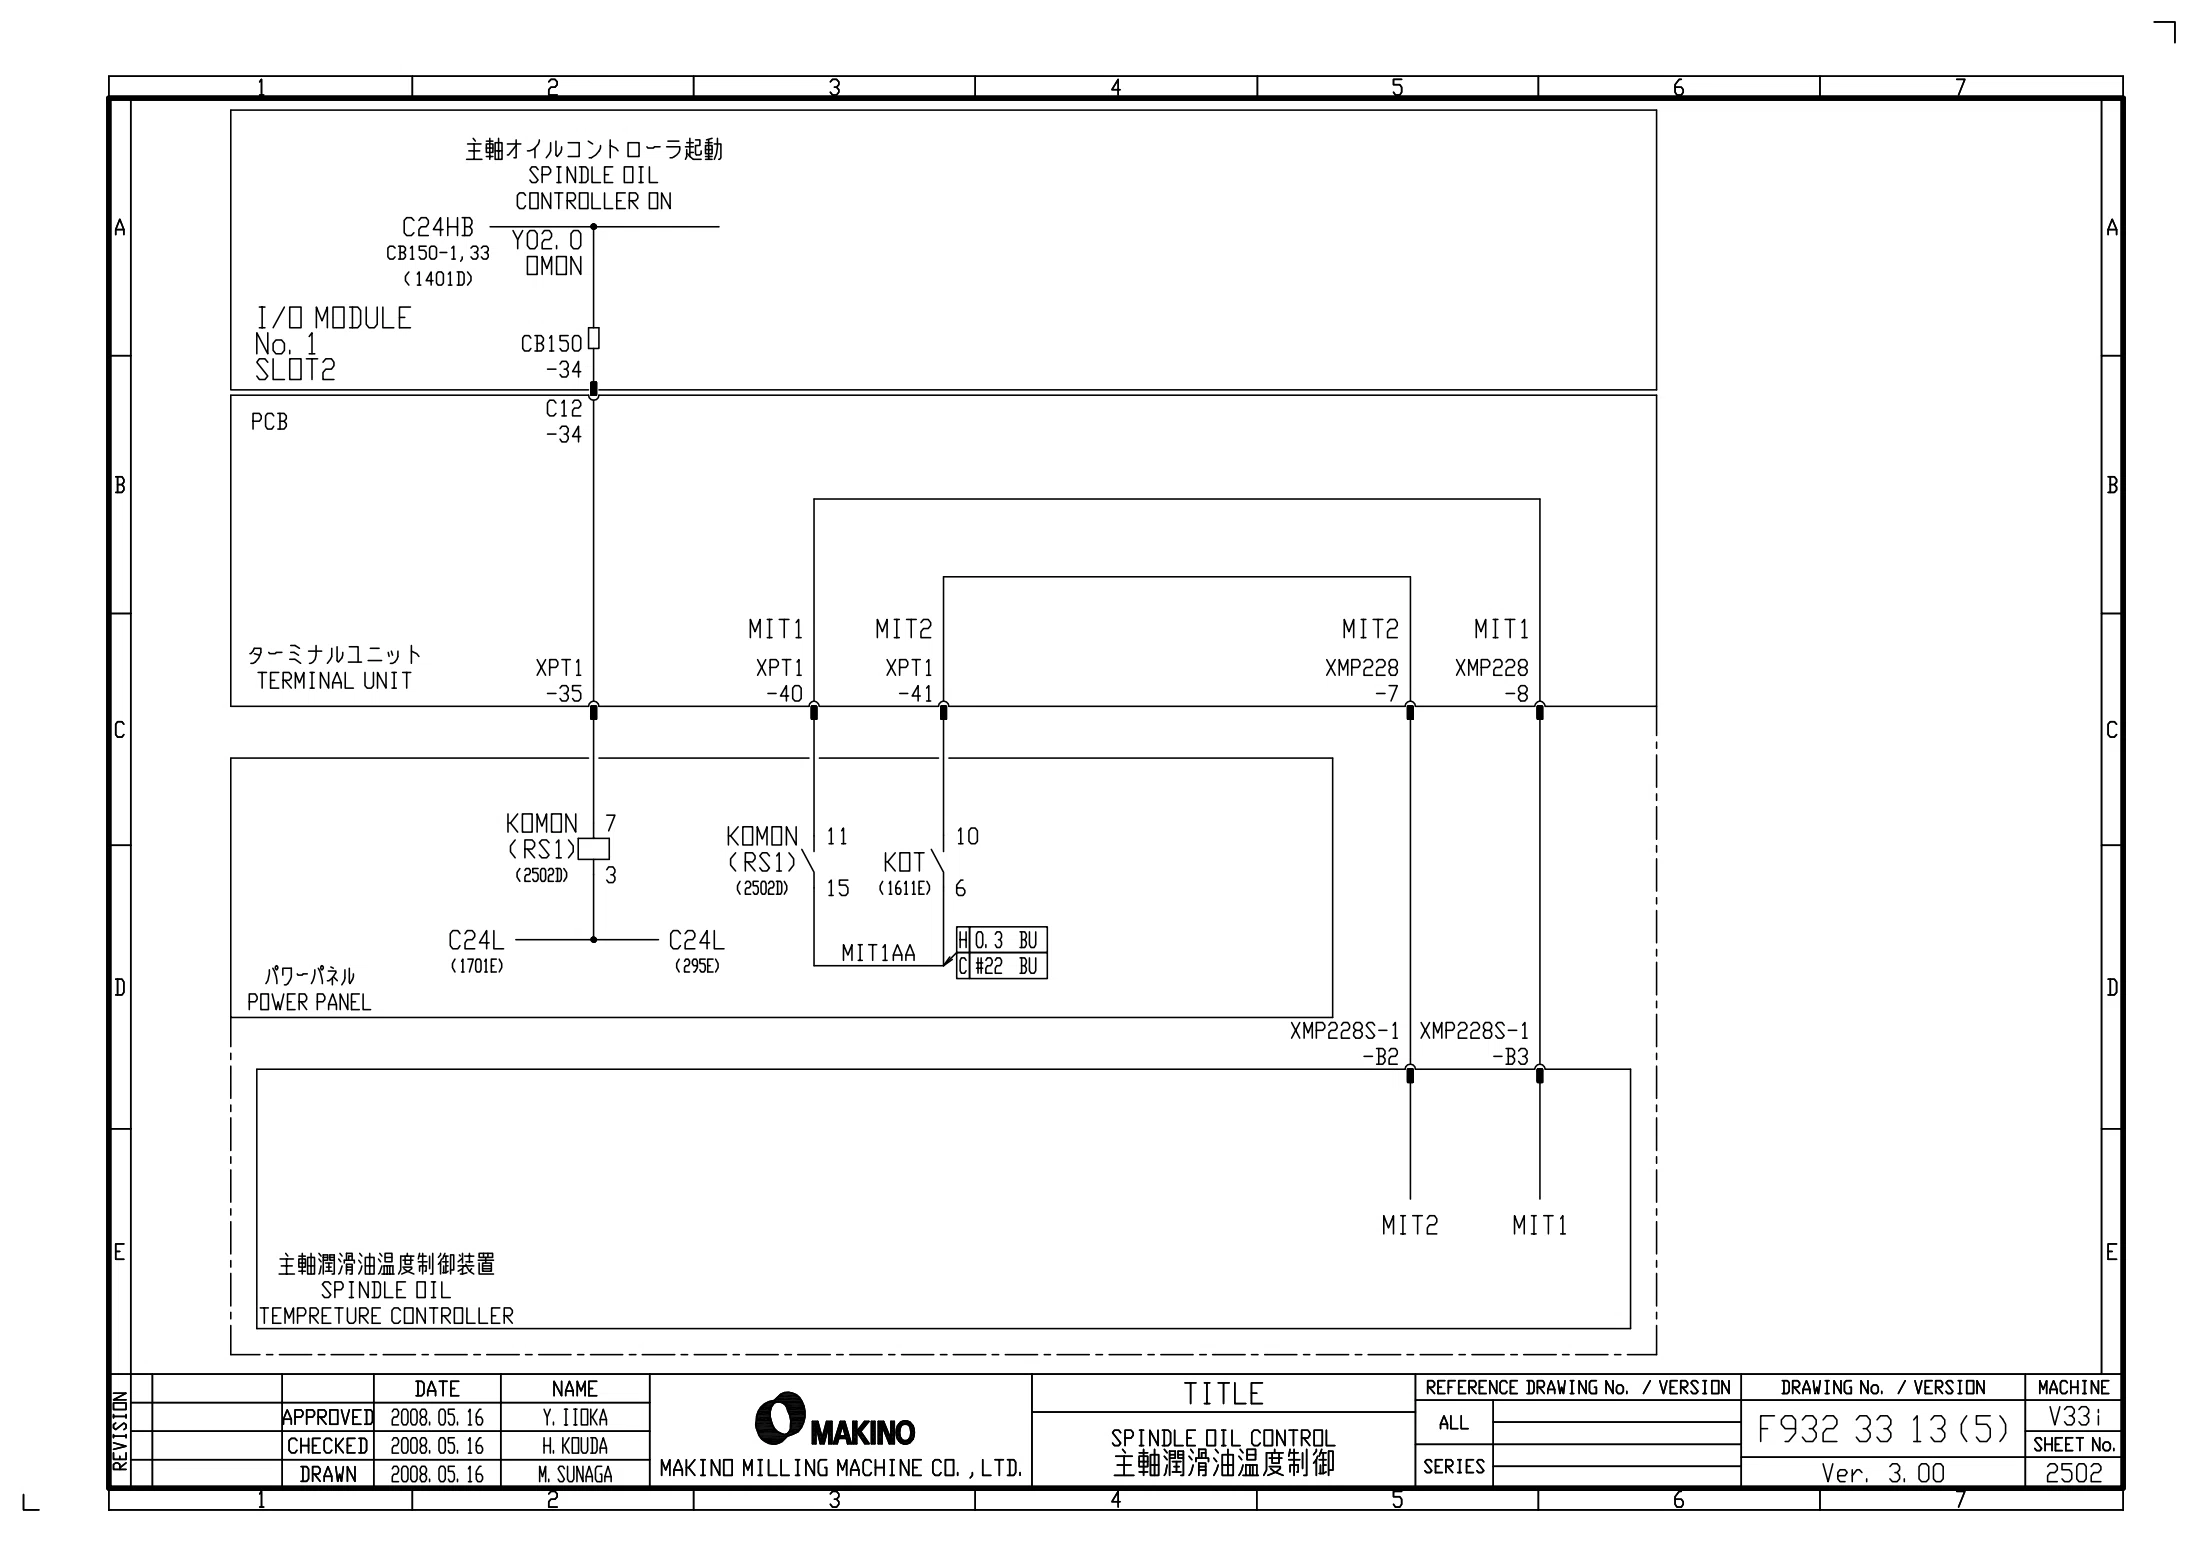 1 2 3 4 5 6 7
A
B
C
D
E
A
B
C
D
E
主軸オイルコントローラ起動
SPINDLE OIL
CONTROLLER ON
C24HB
CB150-1,33
(1401D)
Y02.0
OMON
I/O MODULE
No.1
SLOT2
CB150
-34
PCB
C12
-34
ターミナルユニット
TERMINAL UNIT
XPT1
-35
MIT1
XPT1
-40
MIT2
XPT1
-41
MIT2
XMP228
-7
MIT1
XMP228
-8
KOMON
(RS1)
(2502D)
7
3
KOMON
(RS1)
(2502D)
11
15
KOT
(1611E)
10
6
C24L
(1701E)
C24L
(295E)
MIT1AA
H 0.3 BU
C #22 BU
パワーパネル
POWER PANEL
XMP228S-1
-B2
XMP228S-1
-B3
MIT2
MIT1
主軸潤滑油温度制御装置
SPINDLE OIL
TEMPRETURE CONTROLLER
REVISION
DATE NAME
APPROVED 2008.05.16 Y.IIOKA
CHECKED 2008.05.16 H.KOUDA
DRAWN 2008.05.16 M.SUNAGA
MAKINO
MAKINO MILLING MACHINE CO.,LTD.
TITLE
SPINDLE OIL CONTROL
主軸潤滑油温度制御
REFERENCE DRAWING No. / VERSION
ALL
SERIES
DRAWING No. / VERSION
F932 33 13(5)
Ver. 3.00
MACHINE
V33i
SHEET No.
2502
1 2 3 4 5 6 7